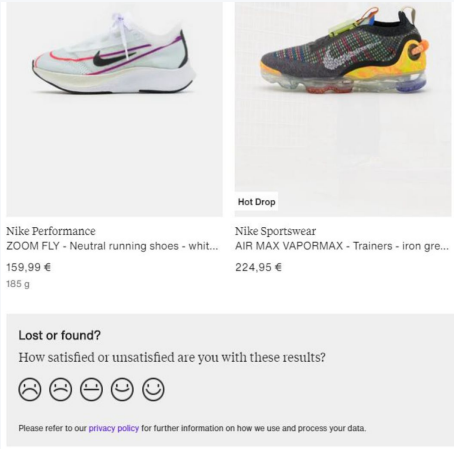 Hot Drop
Nike Performance
ZOOM FLY - Neutral running shoes - whit...
159,99 €
185 g
Nike Sportswear
AIR MAX VAPORMAX - Trainers - iron gre...
224,95 €
Lost or found?
How satisfied or unsatisfied are you with these results?
Please refer to our privacy policy for further information on how we use and process your data.